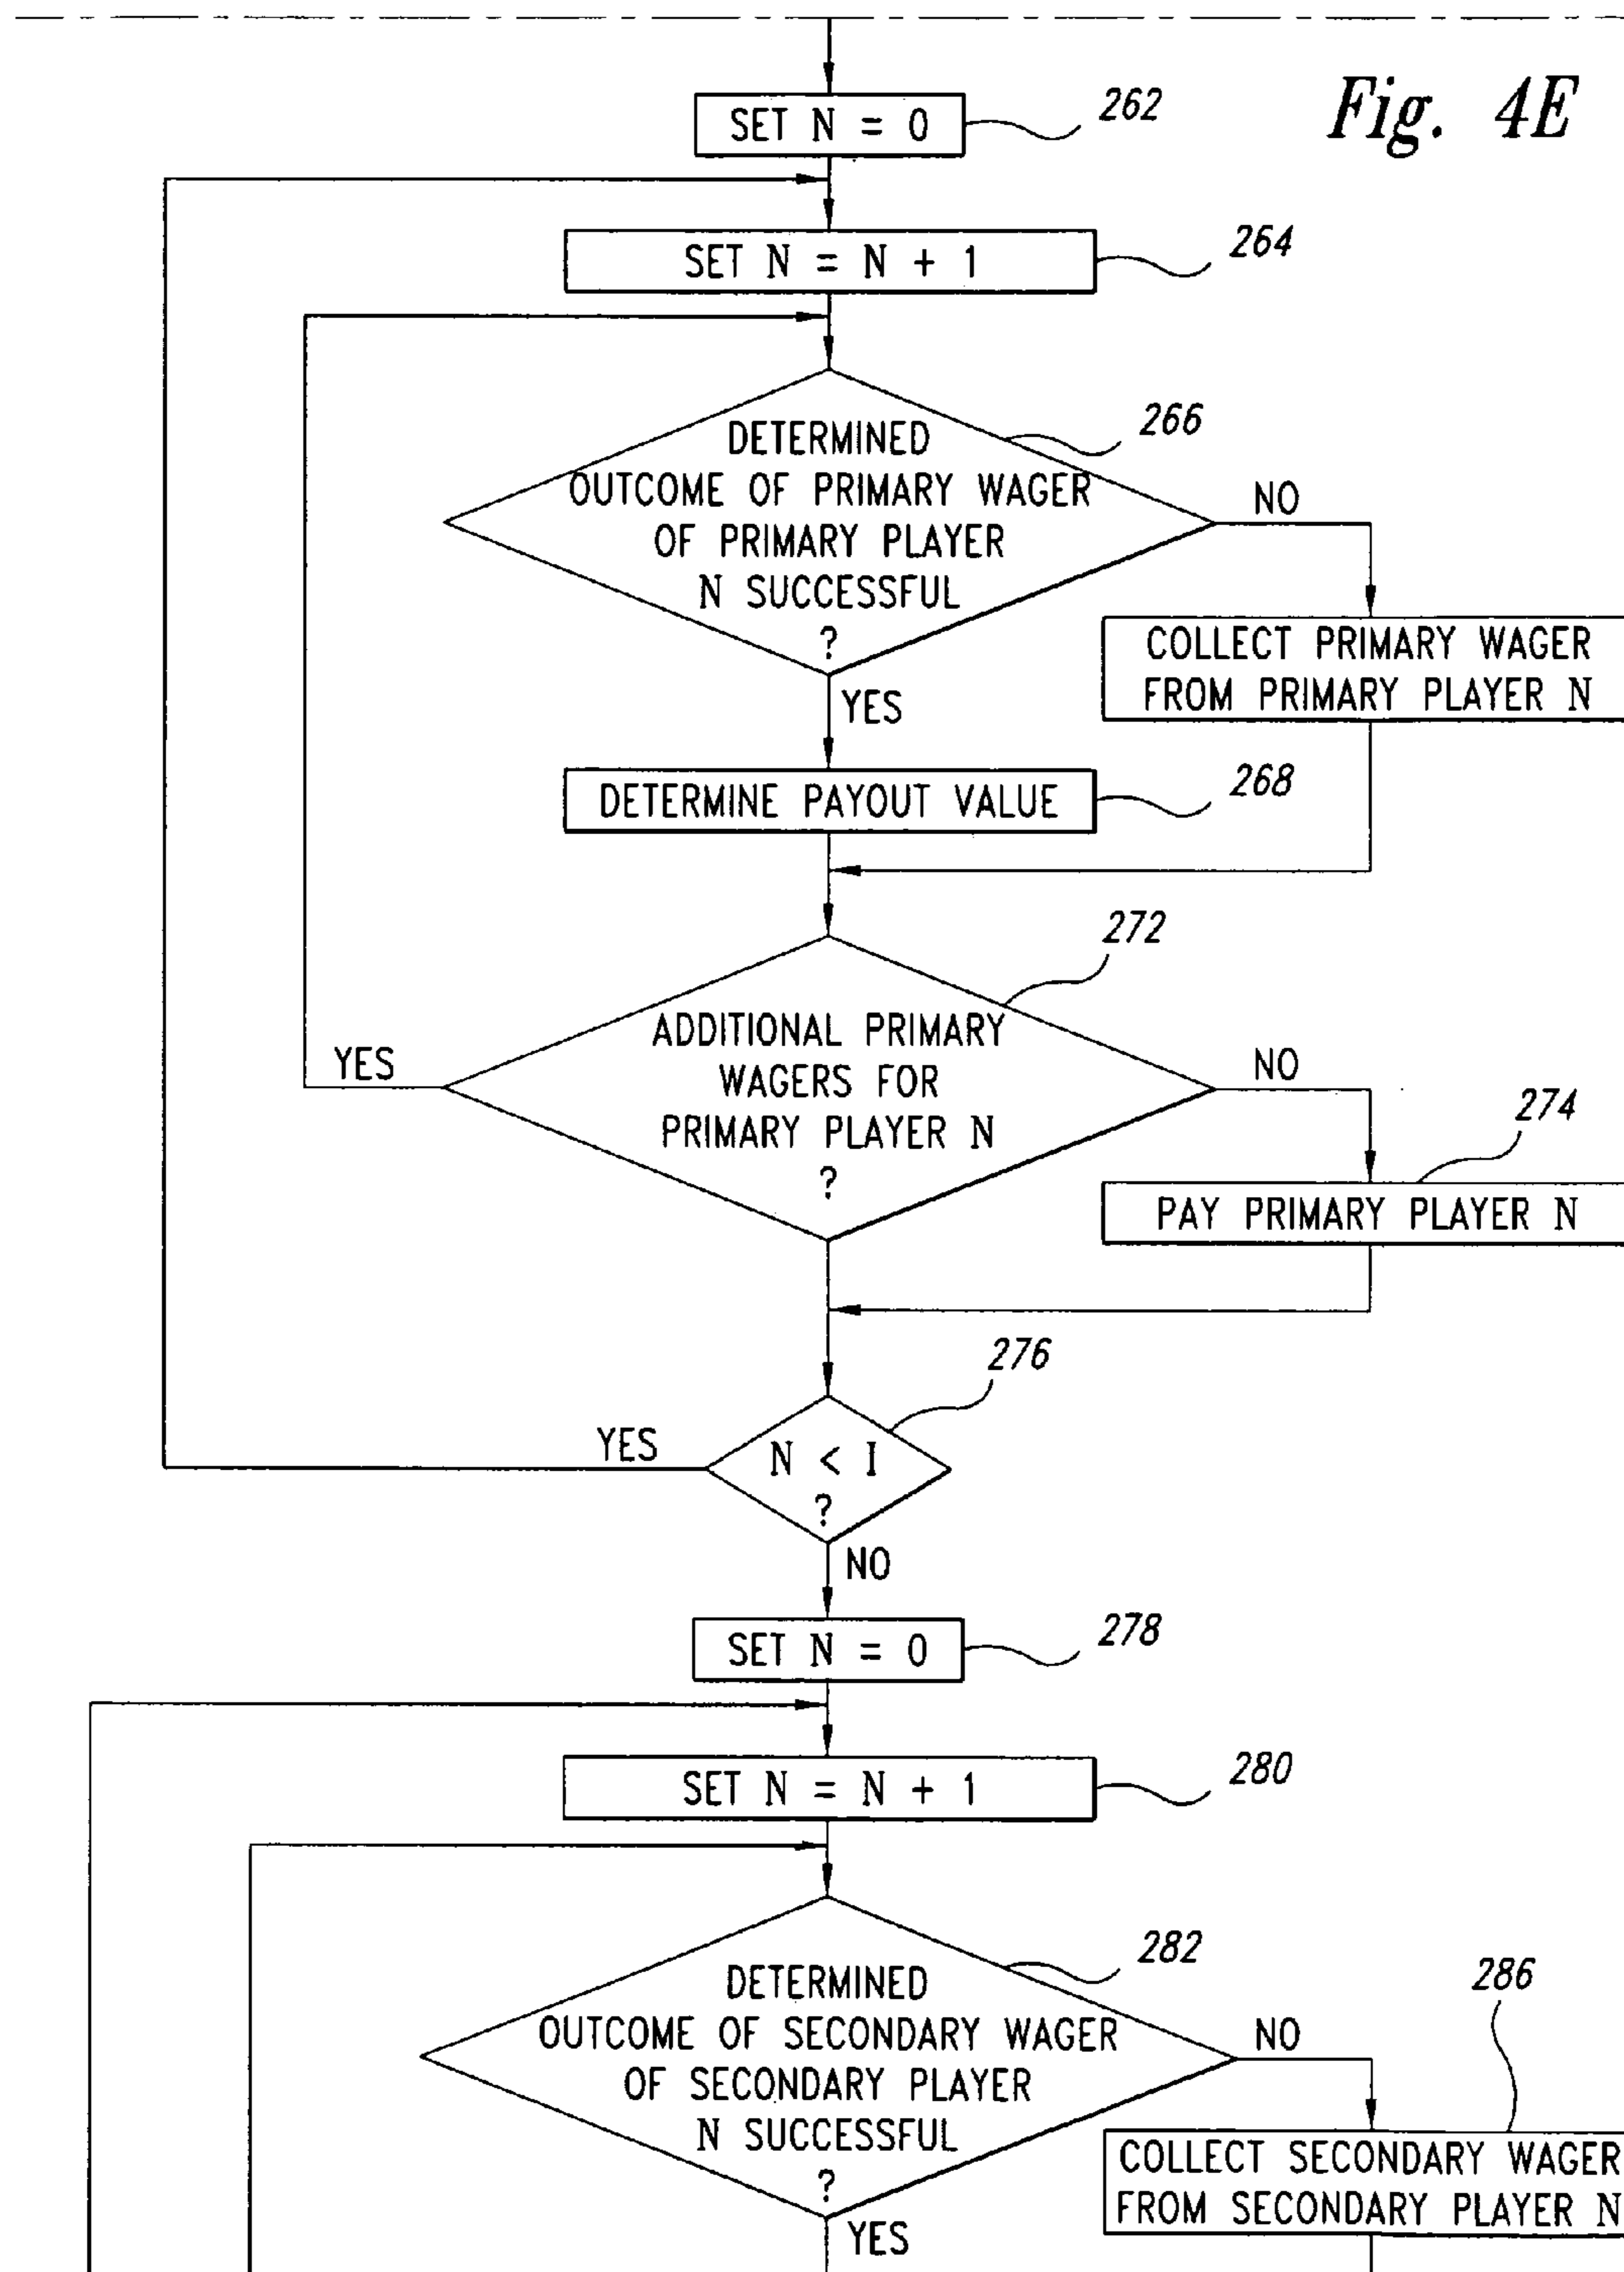 Fig. 4E
SET N = 0
262
SET N = N + 1
264
DETERMINED
OUTCOME OF PRIMARY WAGER
OF PRIMARY PLAYER
N SUCCESSFUL
?
266
NO
YES
COLLECT PRIMARY WAGER
FROM PRIMARY PLAYER N
DETERMINE PAYOUT VALUE
268
ADDITIONAL PRIMARY
WAGERS FOR
PRIMARY PLAYER N
?
272
YES
NO
274
PAY PRIMARY PLAYER N
276
N < I
?
YES
NO
SET N = 0
278
SET N = N + 1
280
DETERMINED
OUTCOME OF SECONDARY WAGER
OF SECONDARY PLAYER
N SUCCESSFUL
?
282
NO
YES
286
COLLECT SECONDARY WAGER
FROM SECONDARY PLAYER N